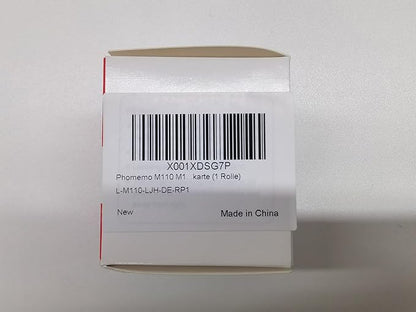 X001XDSG7P
Phomemo M110 M1...karte (1 Rolle)
L-M110-LJH-DE-RP1
New
Made in China